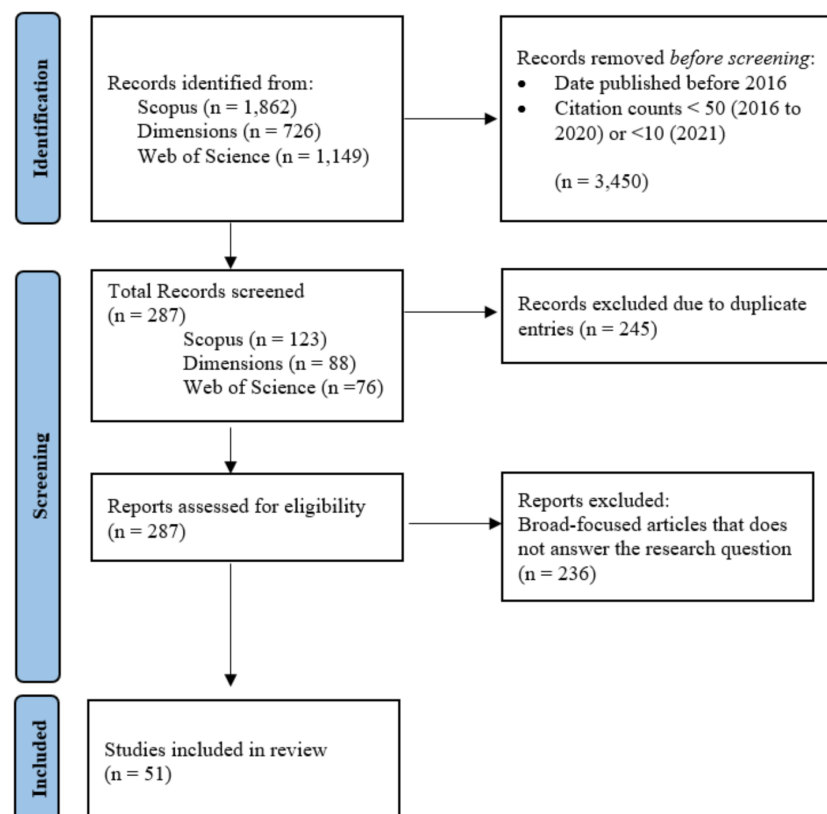 Identification
Records identified from:
Scopus (n = 1,862)
Dimensions (n = 726)
Web of Science (n = 1,149)
Records removed before screening:
• Date published before 2016
• Citation counts < 50 (2016 to
2020) or <10 (2021)
(n = 3,450)
Screening
Total Records screened
(n = 287)
Scopus (n = 123)
Dimensions (n = 88)
Web of Science (n =76)
Records excluded due to duplicate
entries (n = 245)
Reports assessed for eligibility
(n = 287)
Reports excluded:
Broad-focused articles that does
not answer the research question
(n = 236)
Included
Studies included in review
(n = 51)